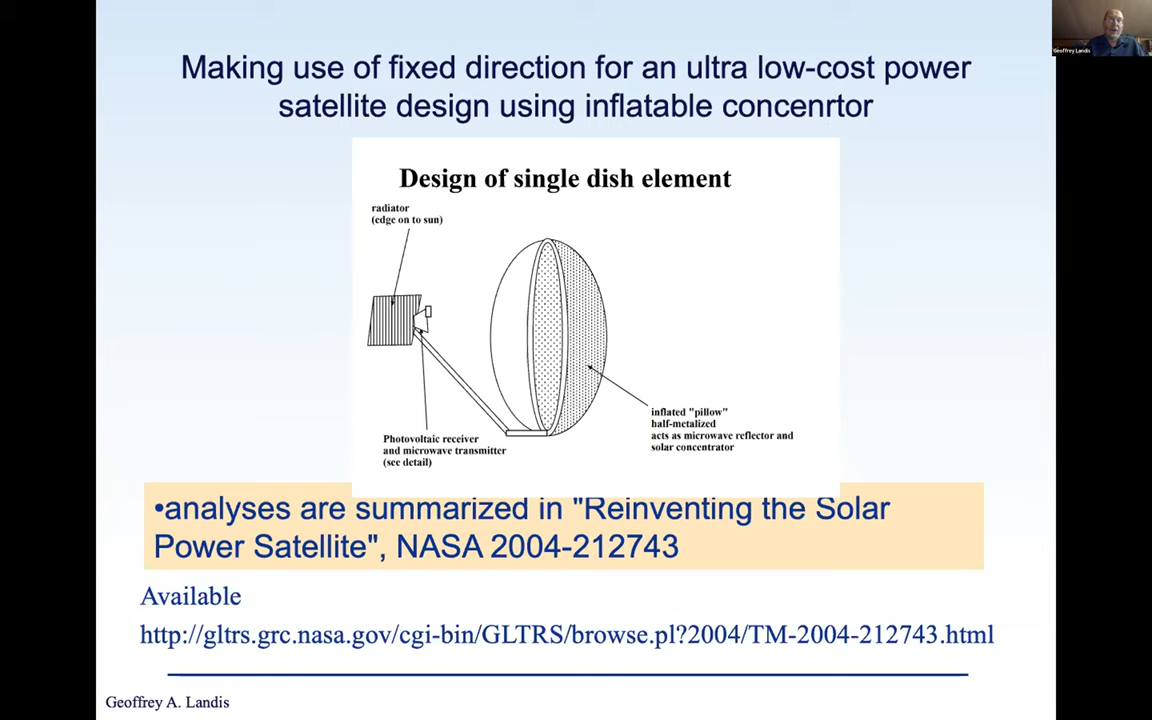 Making use of fixed direction for an ultra low-cost power
satellite design using inflatable concenrtor
Geoffrey Landis
Design of single dish element
radiator
(edge on to sun)
inflated "pillow"
half-metalized
acts as microwave reflector and
solar concentrator
Photovoltaic receiver
and microwave transmitter
(see detail)
•analyses are summarized in "Reinventing the Solar
Power Satellite", NASA 2004-212743
Available
http://gltrs.grc.nasa.gov/cgi-bin/GLTRS/browse.pl?2004/TM-2004-212743.html
Geoffrey A. Landis